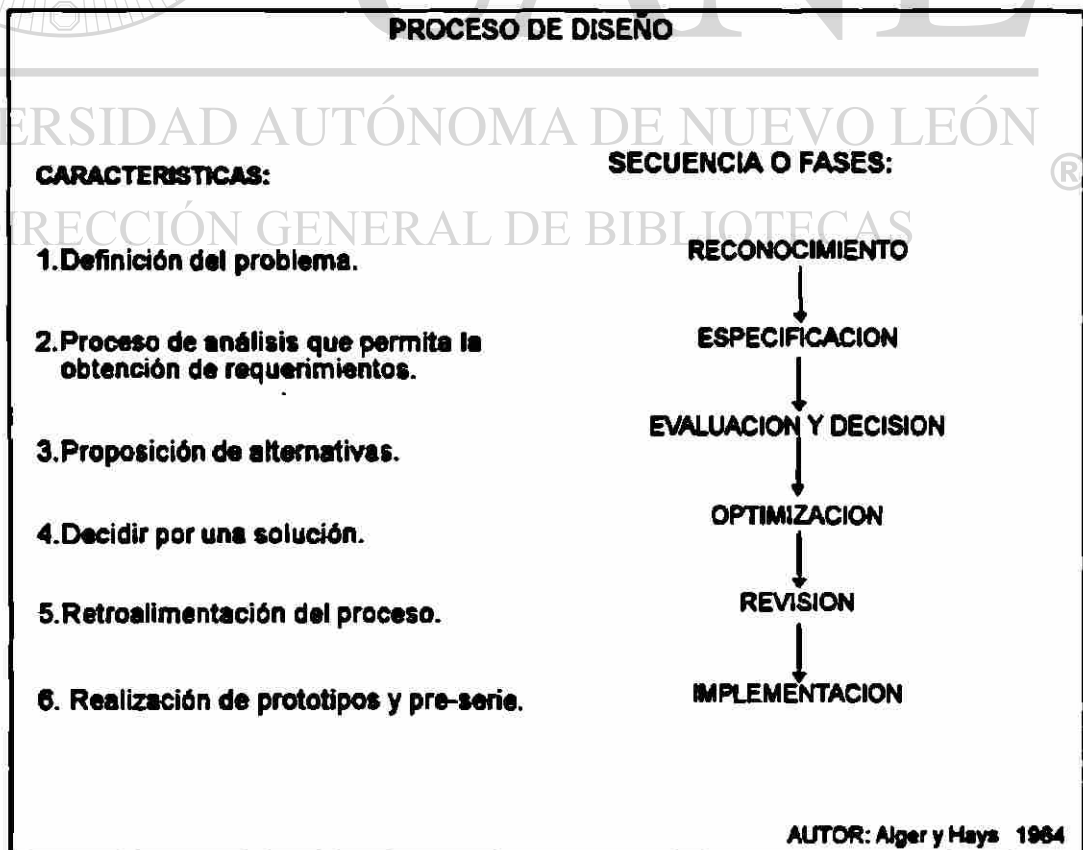 PROCESO DE DISEÑO
ERSIDAD AUTÓNOMA DE NUEVO LEÓN
®
IRECCIÓN GENERAL DE BIBLIOTECAS
CARACTERISTICAS:
1.Definición del problema.
2.Proceso de análisis que permita la
obtención de requerimientos.
3.Proposición de alternativas.
4.Decidir por una solución.
5.Retroalimentación del proceso.
6. Realización de prototipos y pre-serie.
SECUENCIA O FASES:
RECONOCIMIENTO
ESPECIFICACION
EVALUACION Y DECISION
OPTIMIZACION
REVISION
IMPLEMENTACION
AUTOR: Alger y Hays 1964